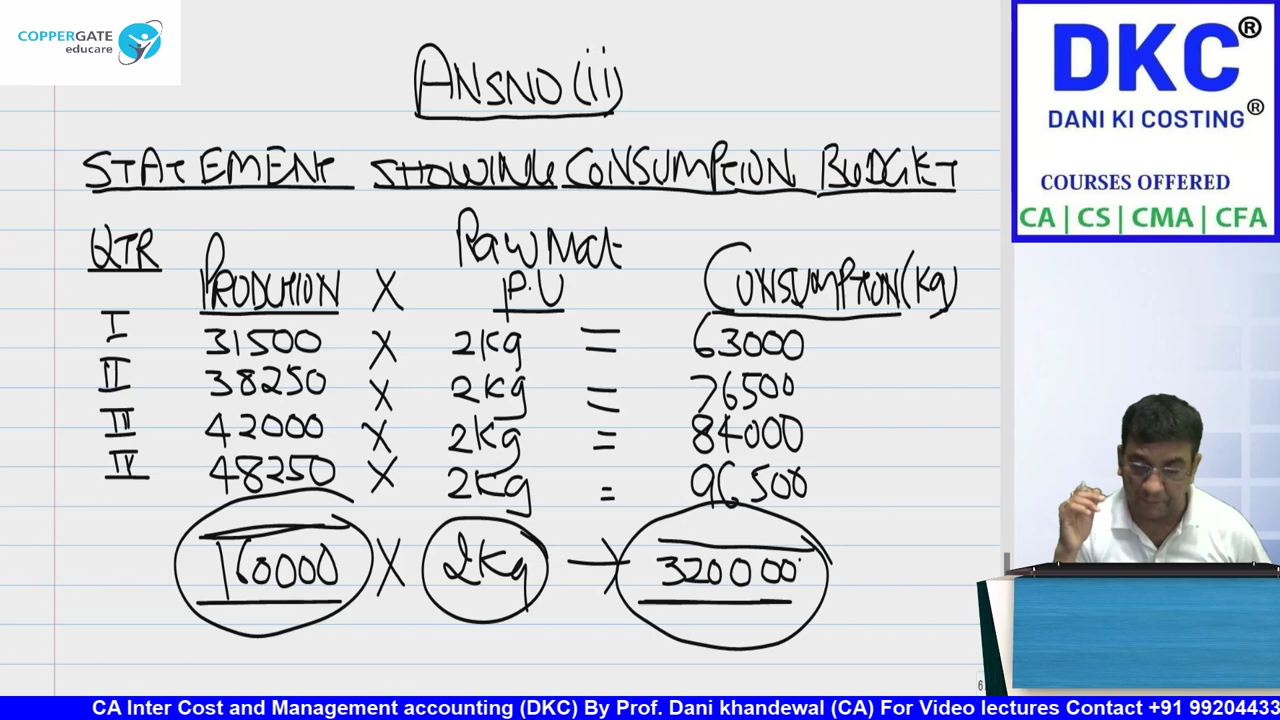 COPPERGATE
educare
ANSNO(ii)
STATEMENT SHOWING CONSUMPTION BUDGET
QTR PRODUTION X Raw Mat P.U CONSUMPTION (kg)
I 31500 X 2kg = 63000
II 38250 X 2kg = 76500
III 42000 X 2kg = 84000
IV 48250 X 2kg = 96500
160000 X 2kg → 320000
6
DKC®
DANI KI COSTING®
COURSES OFFERED
CA | CS | CMA | CFA
CA Inter Cost and Management accounting (DKC) By Prof. Dani khandewal (CA) For Video lectures Contact +91 99204433